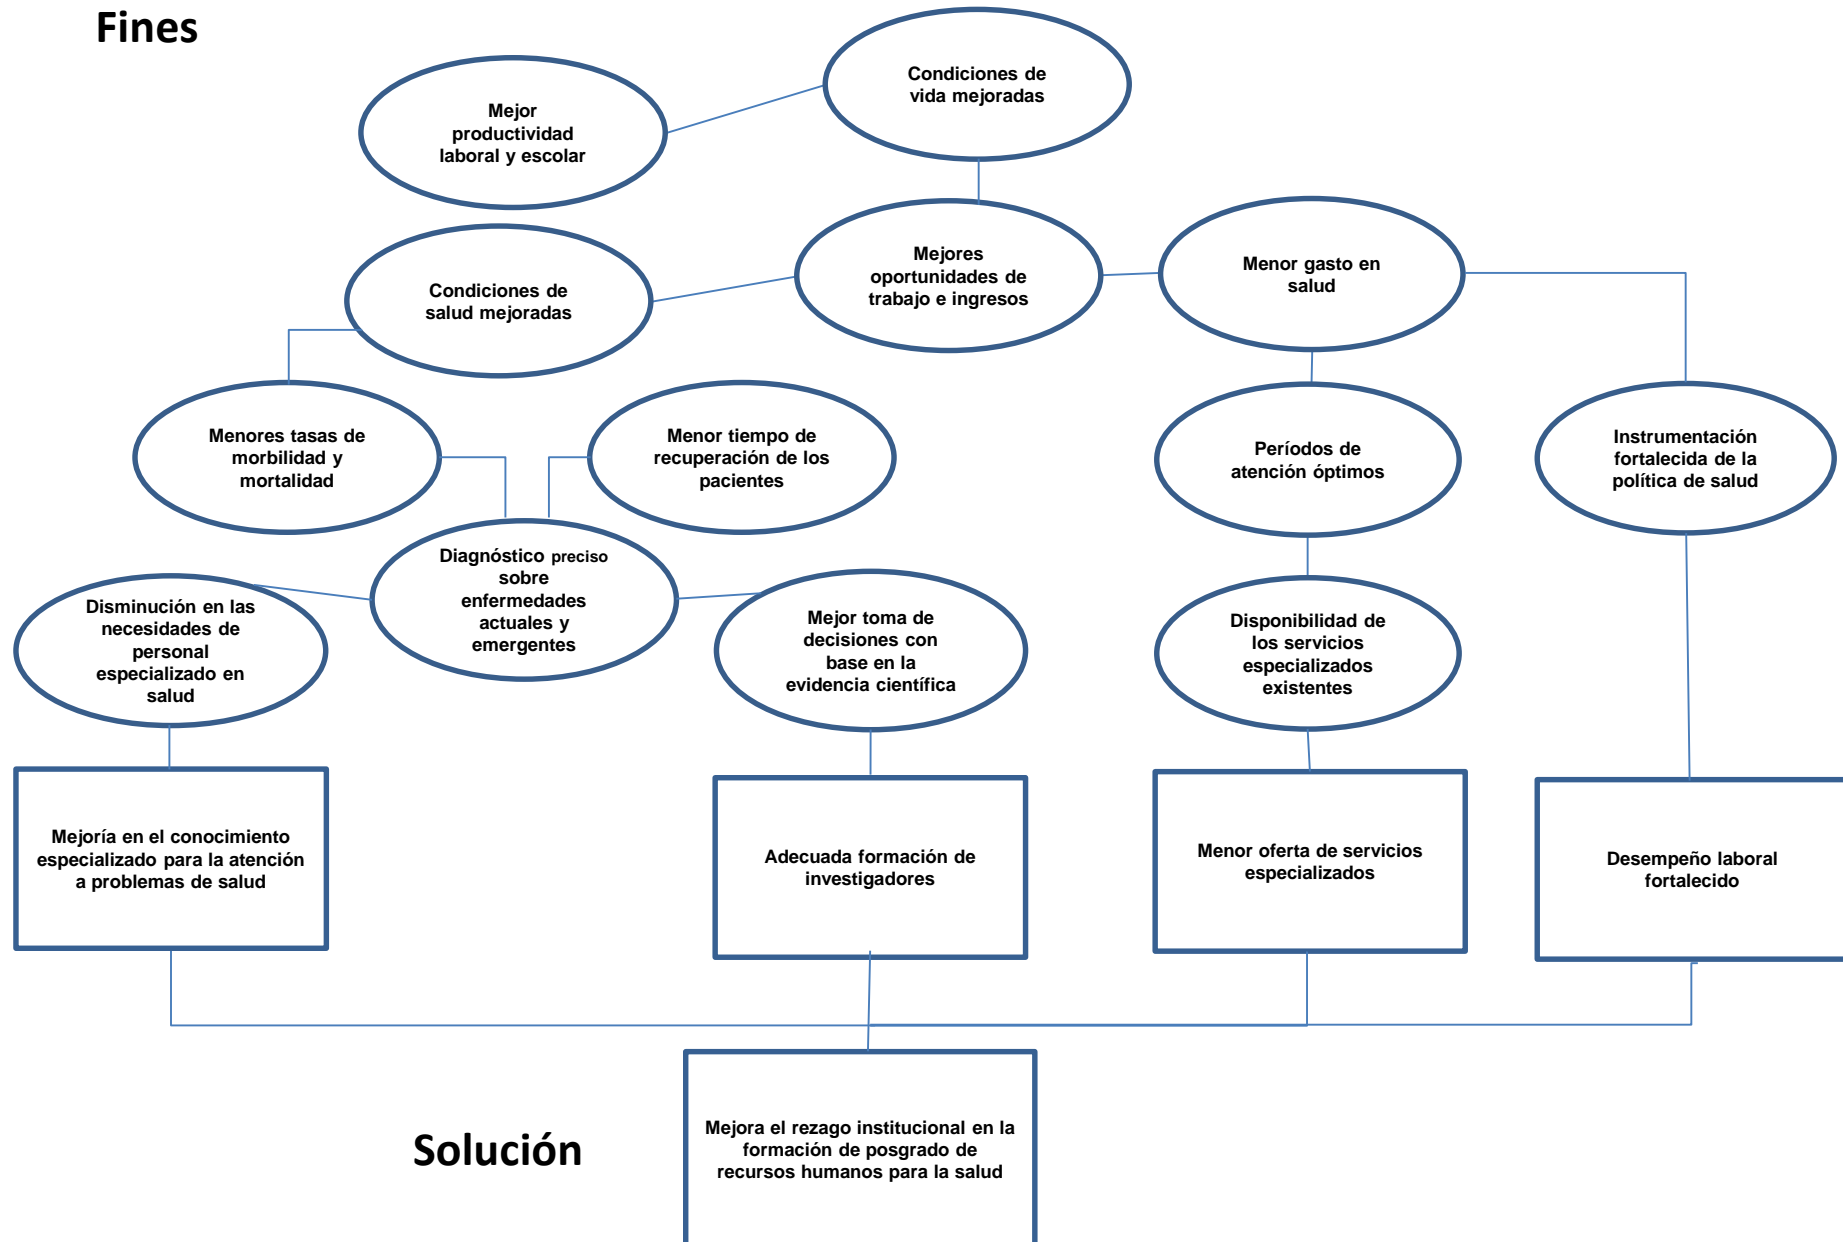 Fines
Condiciones de
vida mejoradas
Mejor
productividad
laboral y escolar
Mejores
oportunidades de
trabajo e ingresos
Menor gasto en
salud
Condiciones de
salud mejoradas
Menores tasas de
morbilidad y
mortalidad
Menor tiempo de
recuperación de los
pacientes
Períodos de
atención óptimos
Instrumentación
fortalecida de la
política de salud
Diagnóstico preciso
sobre
enfermedades
actuales y
emergentes
Disminución en las
necesidades de
personal
especializado en
salud
Mejor toma de
decisiones con
base en la
evidencia científica
Disponibilidad de
los servicios
especializados
existentes
Mejoría en el conocimiento
especializado para la atención
a problemas de salud
Adecuada formación de
investigadores
Menor oferta de servicios
especializados
Desempeño laboral
fortalecido
Solución
Mejora el rezago institucional en la
formación de posgrado de
recursos humanos para la salud